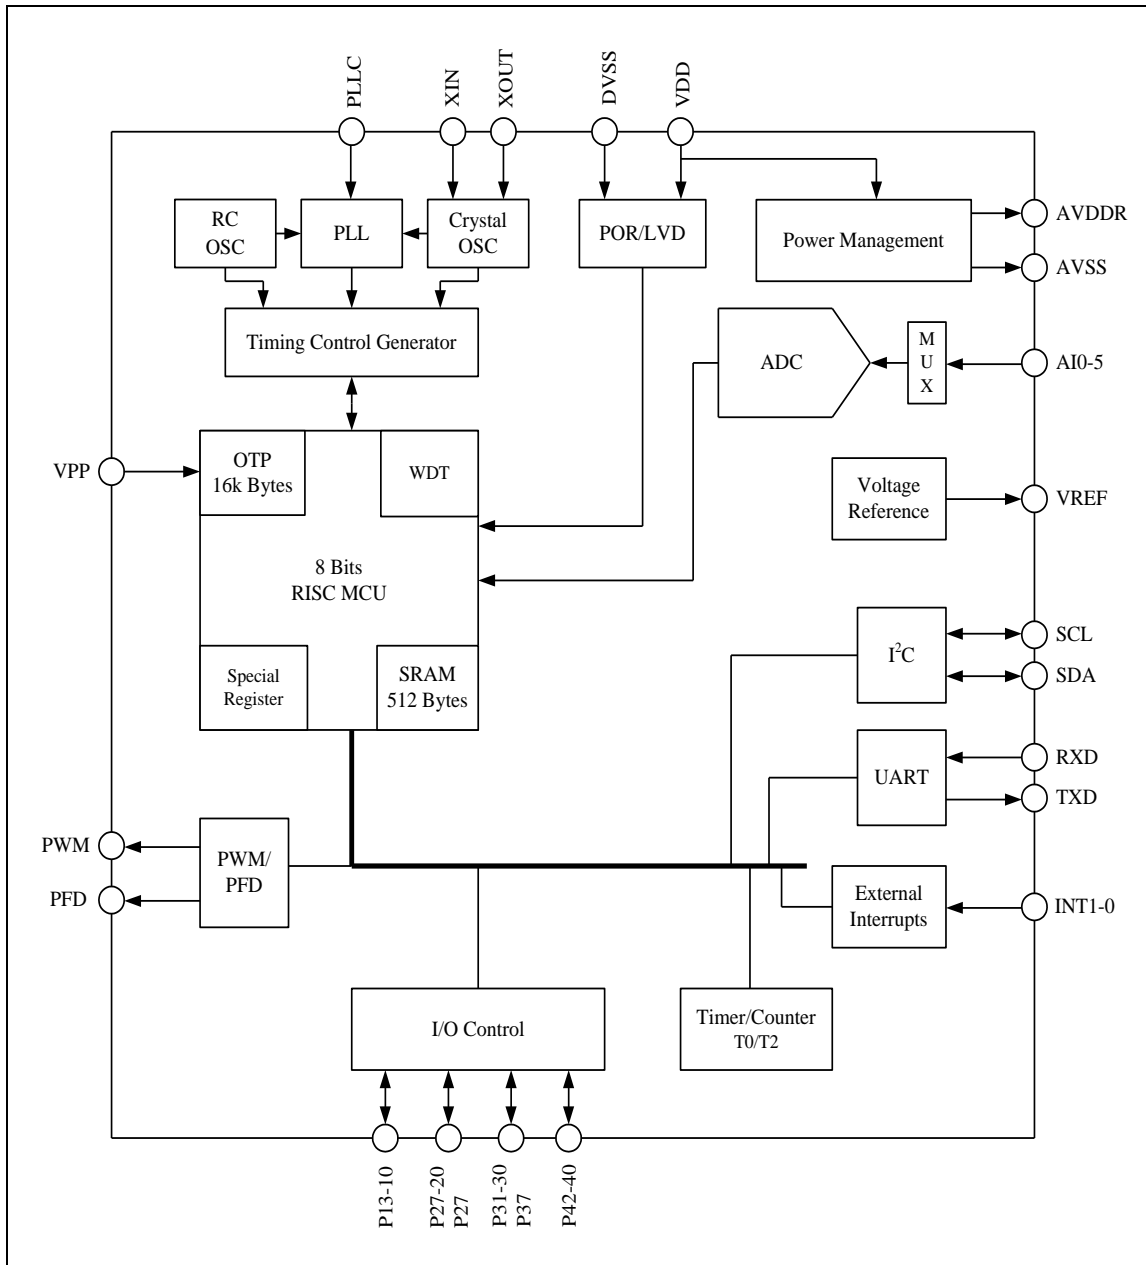 PLLC
XIN
XOUT
DVSS
VDD
RC
OSC
PLL
Crystal
OSC
POR/LVD
Power Management
AVDDR
AVSS
Timing Control Generator
ADC
M
U
X
AI0-5
VPP
OTP
16k Bytes
WDT
Voltage
Reference
VREF
8 Bits
RISC MCU
Special
Register
SRAM
512 Bytes
I²C
SCL
SDA
UART
RXD
TXD
PWM
PFD
PWM/
PFD
External
Interrupts
INT1-0
I/O Control
Timer/Counter
T0/T2
P13-10
P27-20
P27
P31-30
P37
P42-40